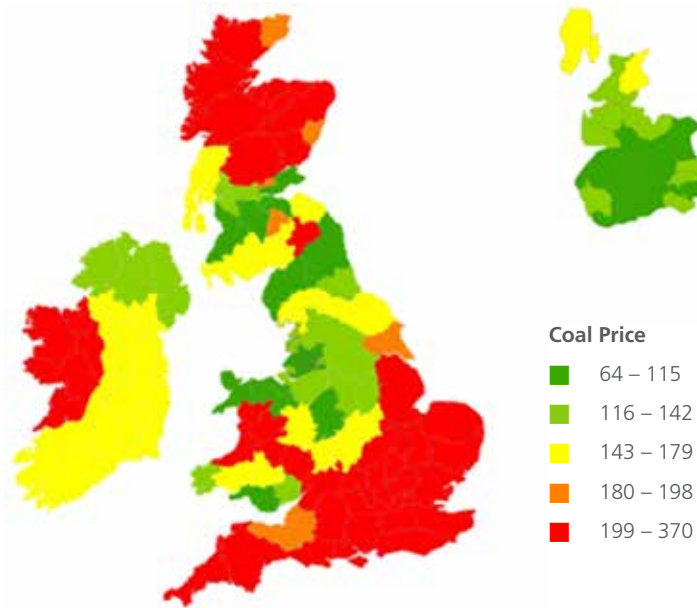 Coal Price
64 – 115
116 – 142
143 – 179
180 – 198
199 – 370